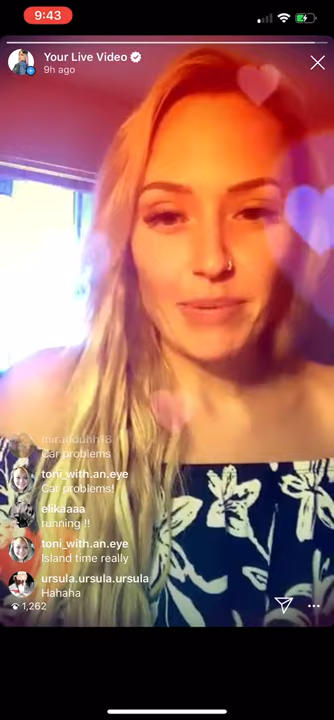 9:43
Your Live Video
9h ago
Car problems
toni_with.an.eye
Car problems!
elikaaaa
running !!
toni_with.an.eye
Island time really
ursula.ursula.ursula
Hahaha
1,262